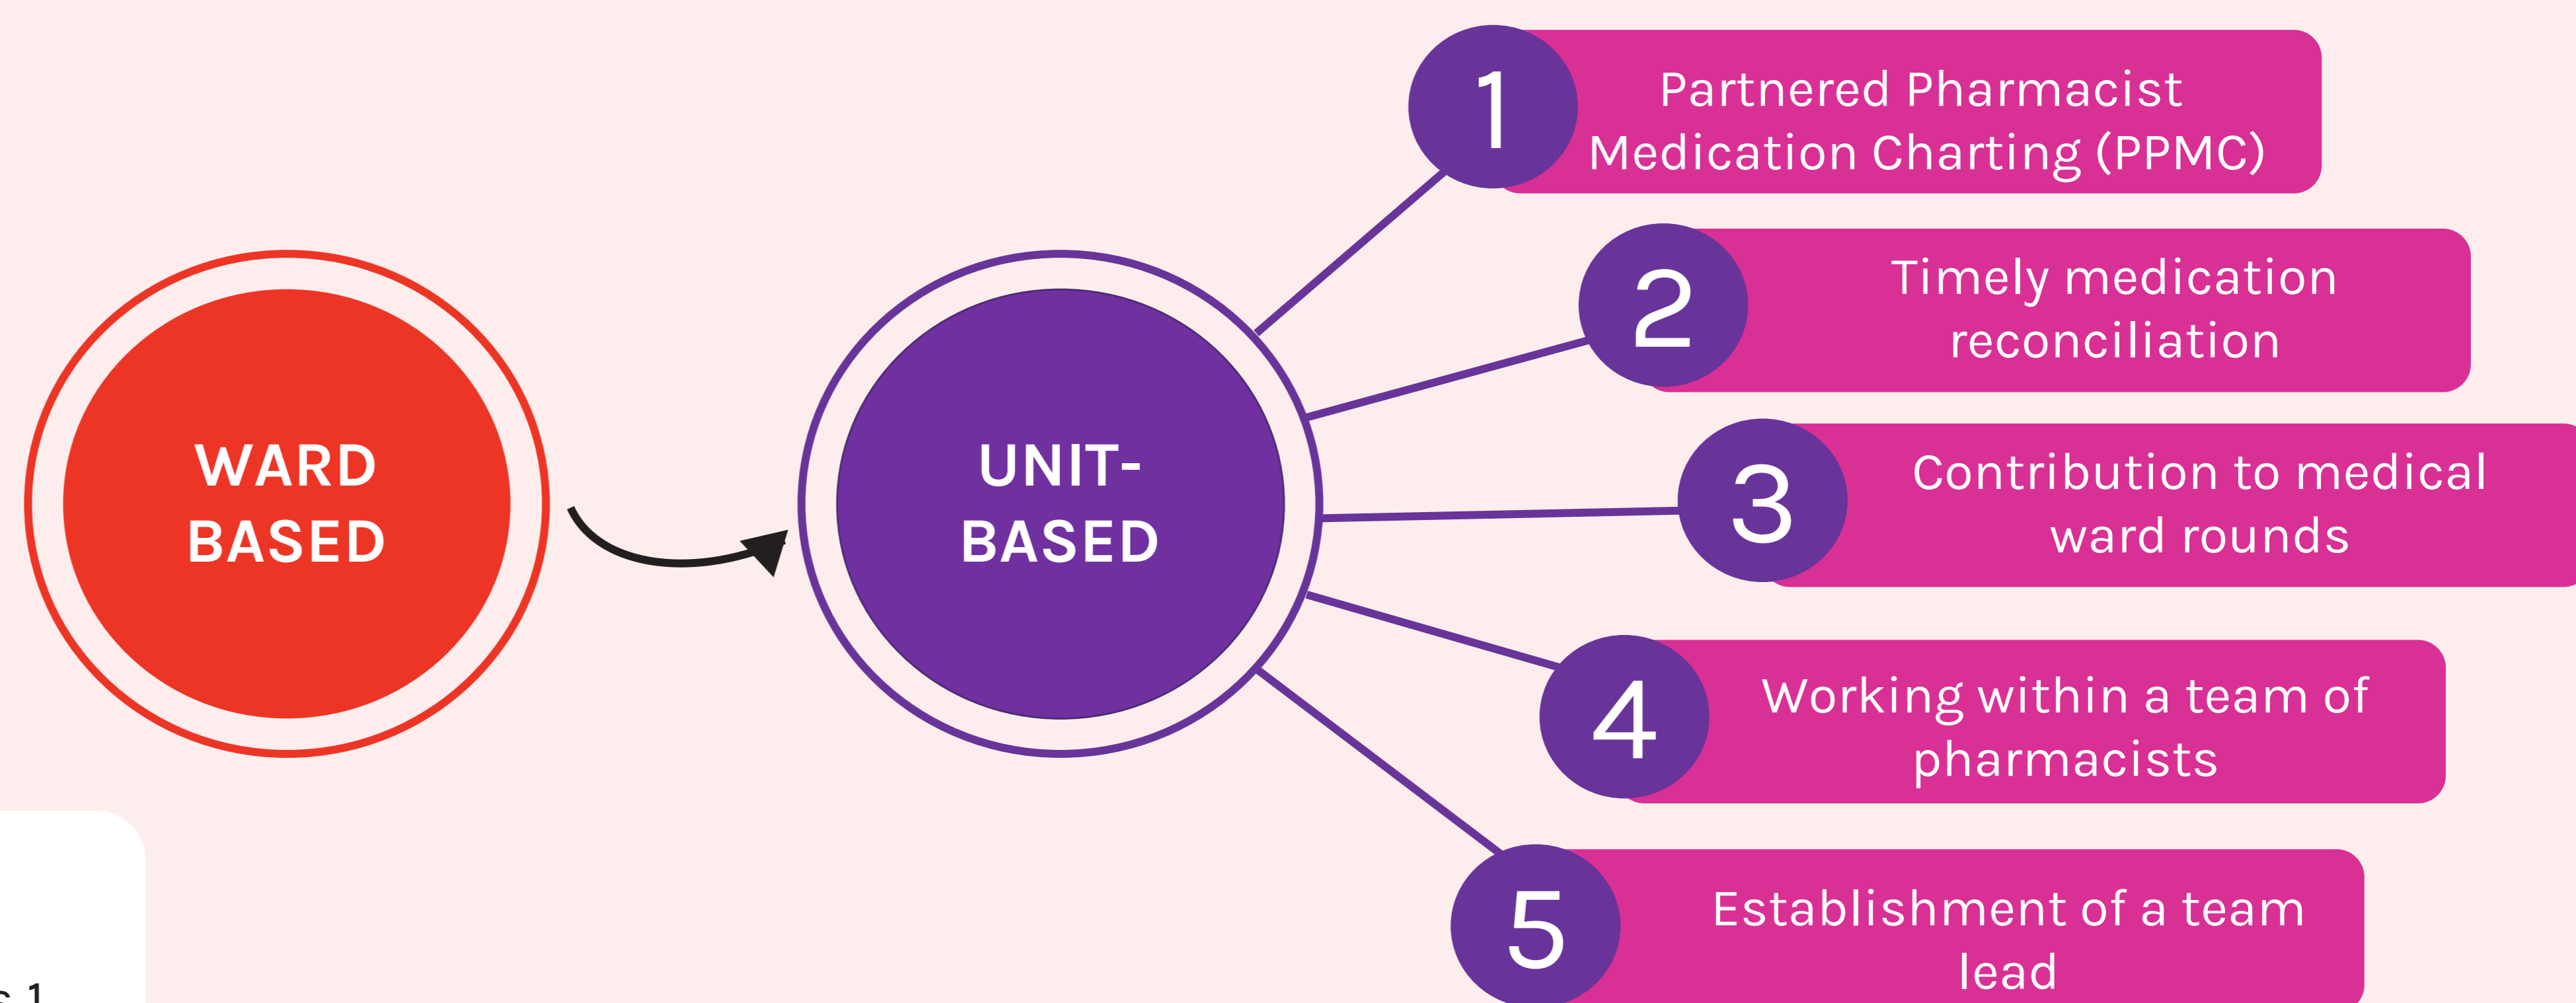 WARD
BASED
UNIT-
BASED
1
Partnered Pharmacist
Medication Charting (PPMC)
2
Timely medication
reconciliation
3
Contribution to medical
ward rounds
4
Working within a team of
pharmacists
5
Establishment of a team
lead
1